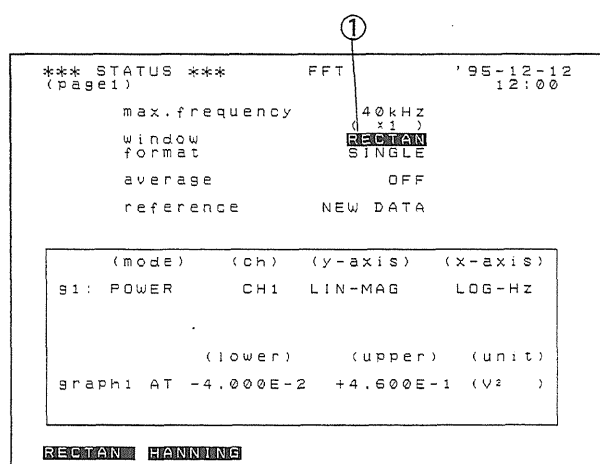 ①
*** STATUS *** FFT '95-12-12
(page1) 12:00
max.frequency 40kHz
( x1 )
window RECTAN
format SINGLE
average OFF
reference NEW DATA
(mode) (ch) (y-axis) (x-axis)
g1: POWER CH1 LIN-MAG LOG-Hz
(lower) (upper) (unit)
graph1 AT -4.000E-2 +4.600E-1 (V² )
RECTAN HANNING